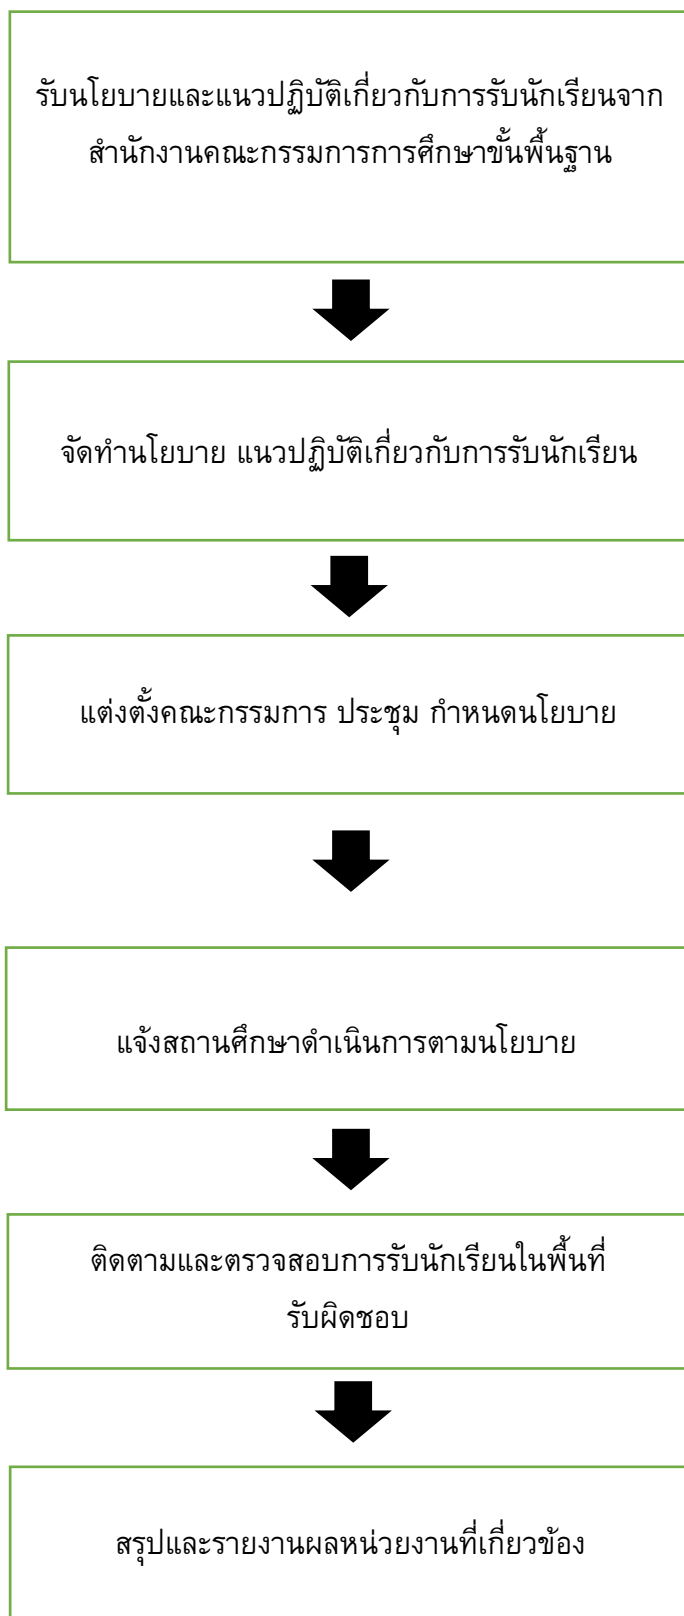 รับนโยบายและแนวปฏิบัติเกี่ยวกับการรับนักเรียนจาก
สำนักงานคณะกรรมการการศึกษาขั้นพื้นฐาน
จัดทำนโยบาย แนวปฏิบัติเกี่ยวกับการรับนักเรียน
แต่งตั้งคณะกรรมการ ประชุม กำหนดนโยบาย
แจ้งสถานศึกษาดำเนินการตามนโยบาย
ติดตามและตรวจสอบการรับนักเรียนในพื้นที่
รับผิดชอบ
สรุปและรายงานผลหน่วยงานที่เกี่ยวข้อง